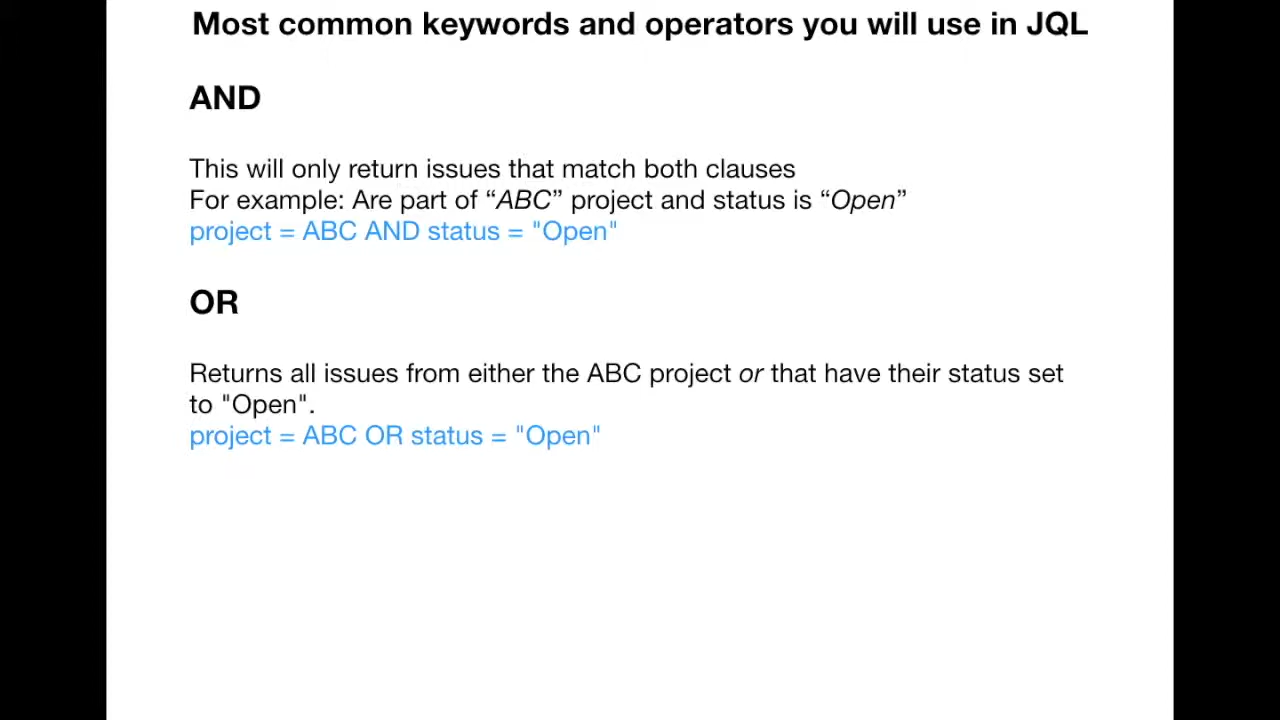 Most common keywords and operators you will use in JQL
AND
This will only return issues that match both clauses
For example: Are part of “ABC” project and status is “Open”
project = ABC AND status = "Open"
OR
Returns all issues from either the ABC project or that have their status set
to "Open".
project = ABC OR status = "Open"